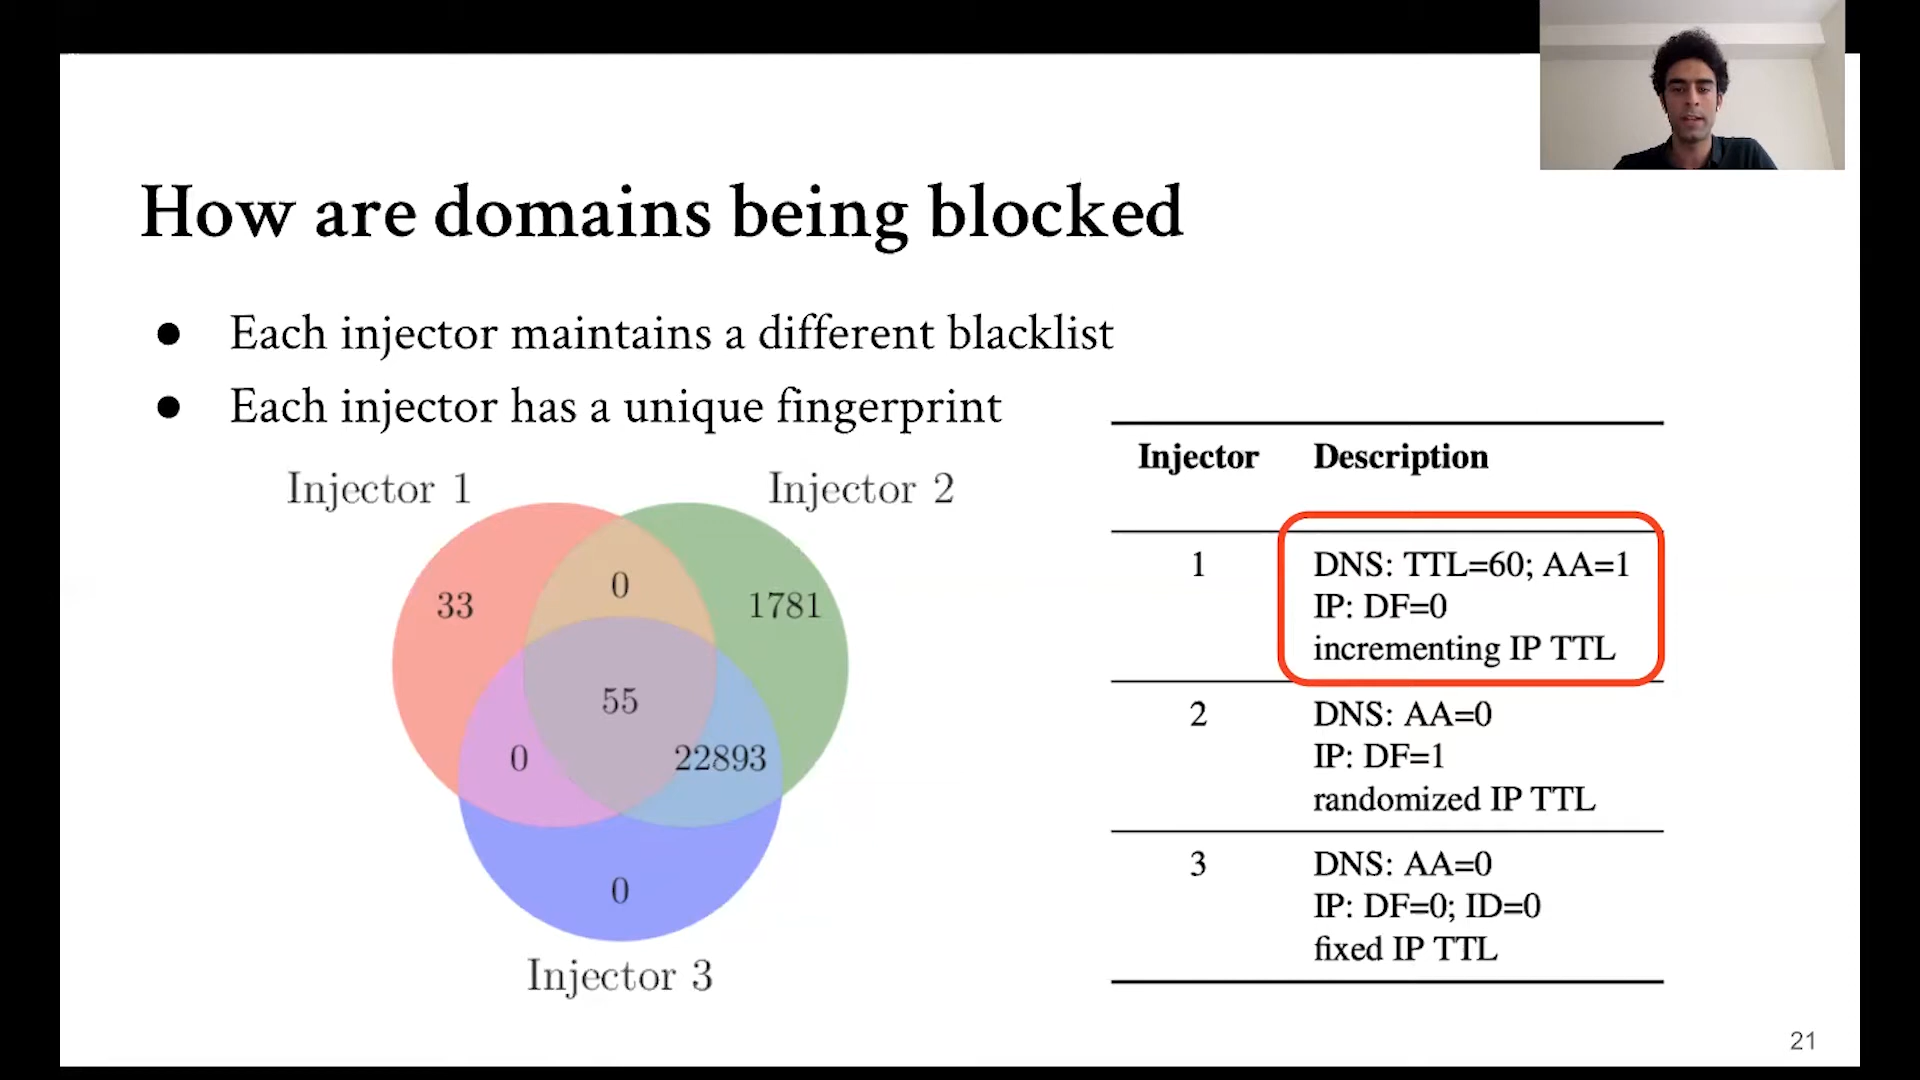 How are domains being blocked
● Each injector maintains a different blacklist
● Each injector has a unique fingerprint
Injector 1
Injector 2
33
0
1781
55
0
22893
0
Injector 3
Injector Description
1 DNS: TTL=60; AA=1
IP: DF=0
incrementing IP TTL
2 DNS: AA=0
IP: DF=1
randomized IP TTL
3 DNS: AA=0
IP: DF=0; ID=0
fixed IP TTL
21